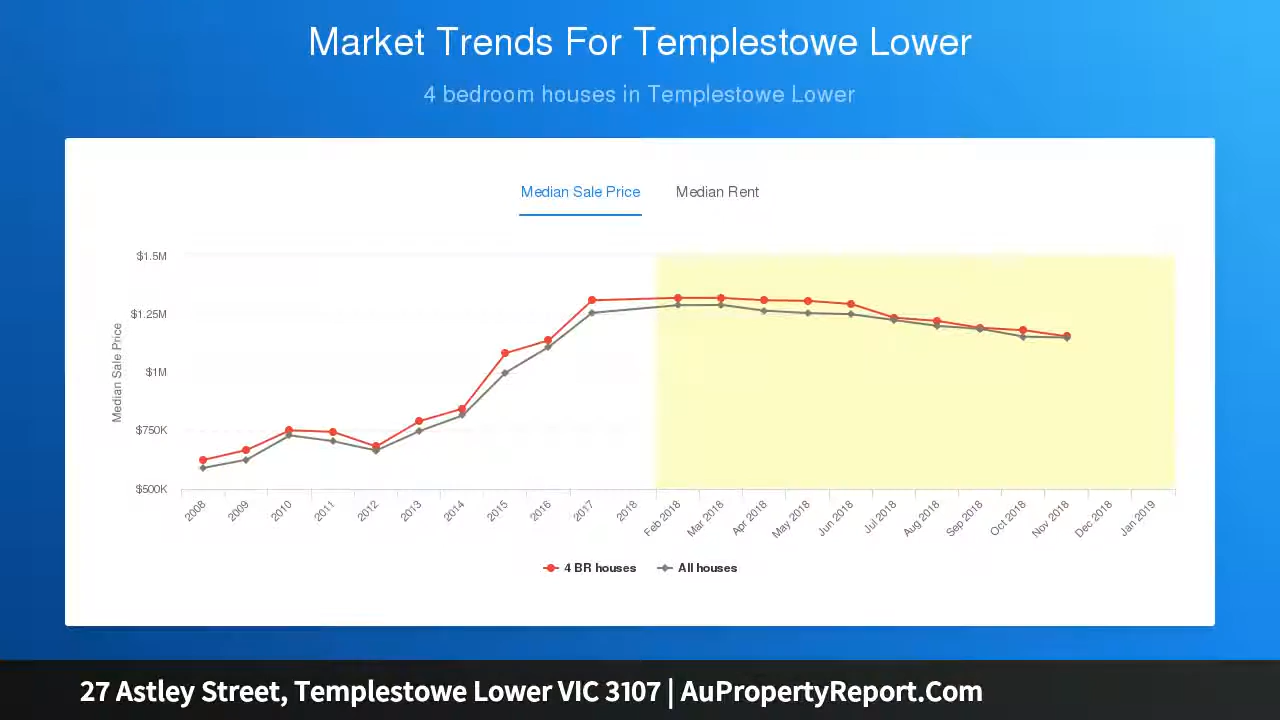 Market Trends For Templestowe Lower
4 bedroom houses in Templestowe Lower
Median Sale Price
Median Rent
$1.5M
$1.25M
$1M
$750K
$500K
Median Sale Price
2008
2009
2010
2011
2012
2013
2014
2015
2016
2017
2018
Feb 2018
Mar 2018
Apr 2018
May 2018
Jun 2018
Jul 2018
Aug 2018
Sep 2018
Oct 2018
Nov 2018
Dec 2018
Jan 2019
4 BR houses
All houses
27 Astley Street, Templestowe Lower VIC 3107 | AuPropertyReport.Com